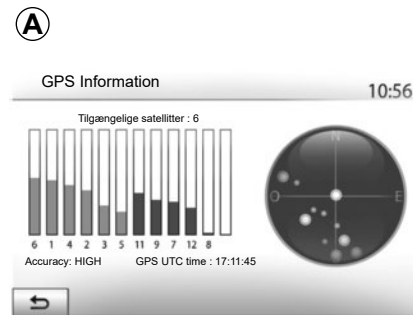 A
GPS Information
10:56
Tilgængelige satellitter : 6
N
O
E
6 1 4 2 3 5 11 9 7 12 8
Accuracy: HIGH
GPS UTC time : 17:11:45